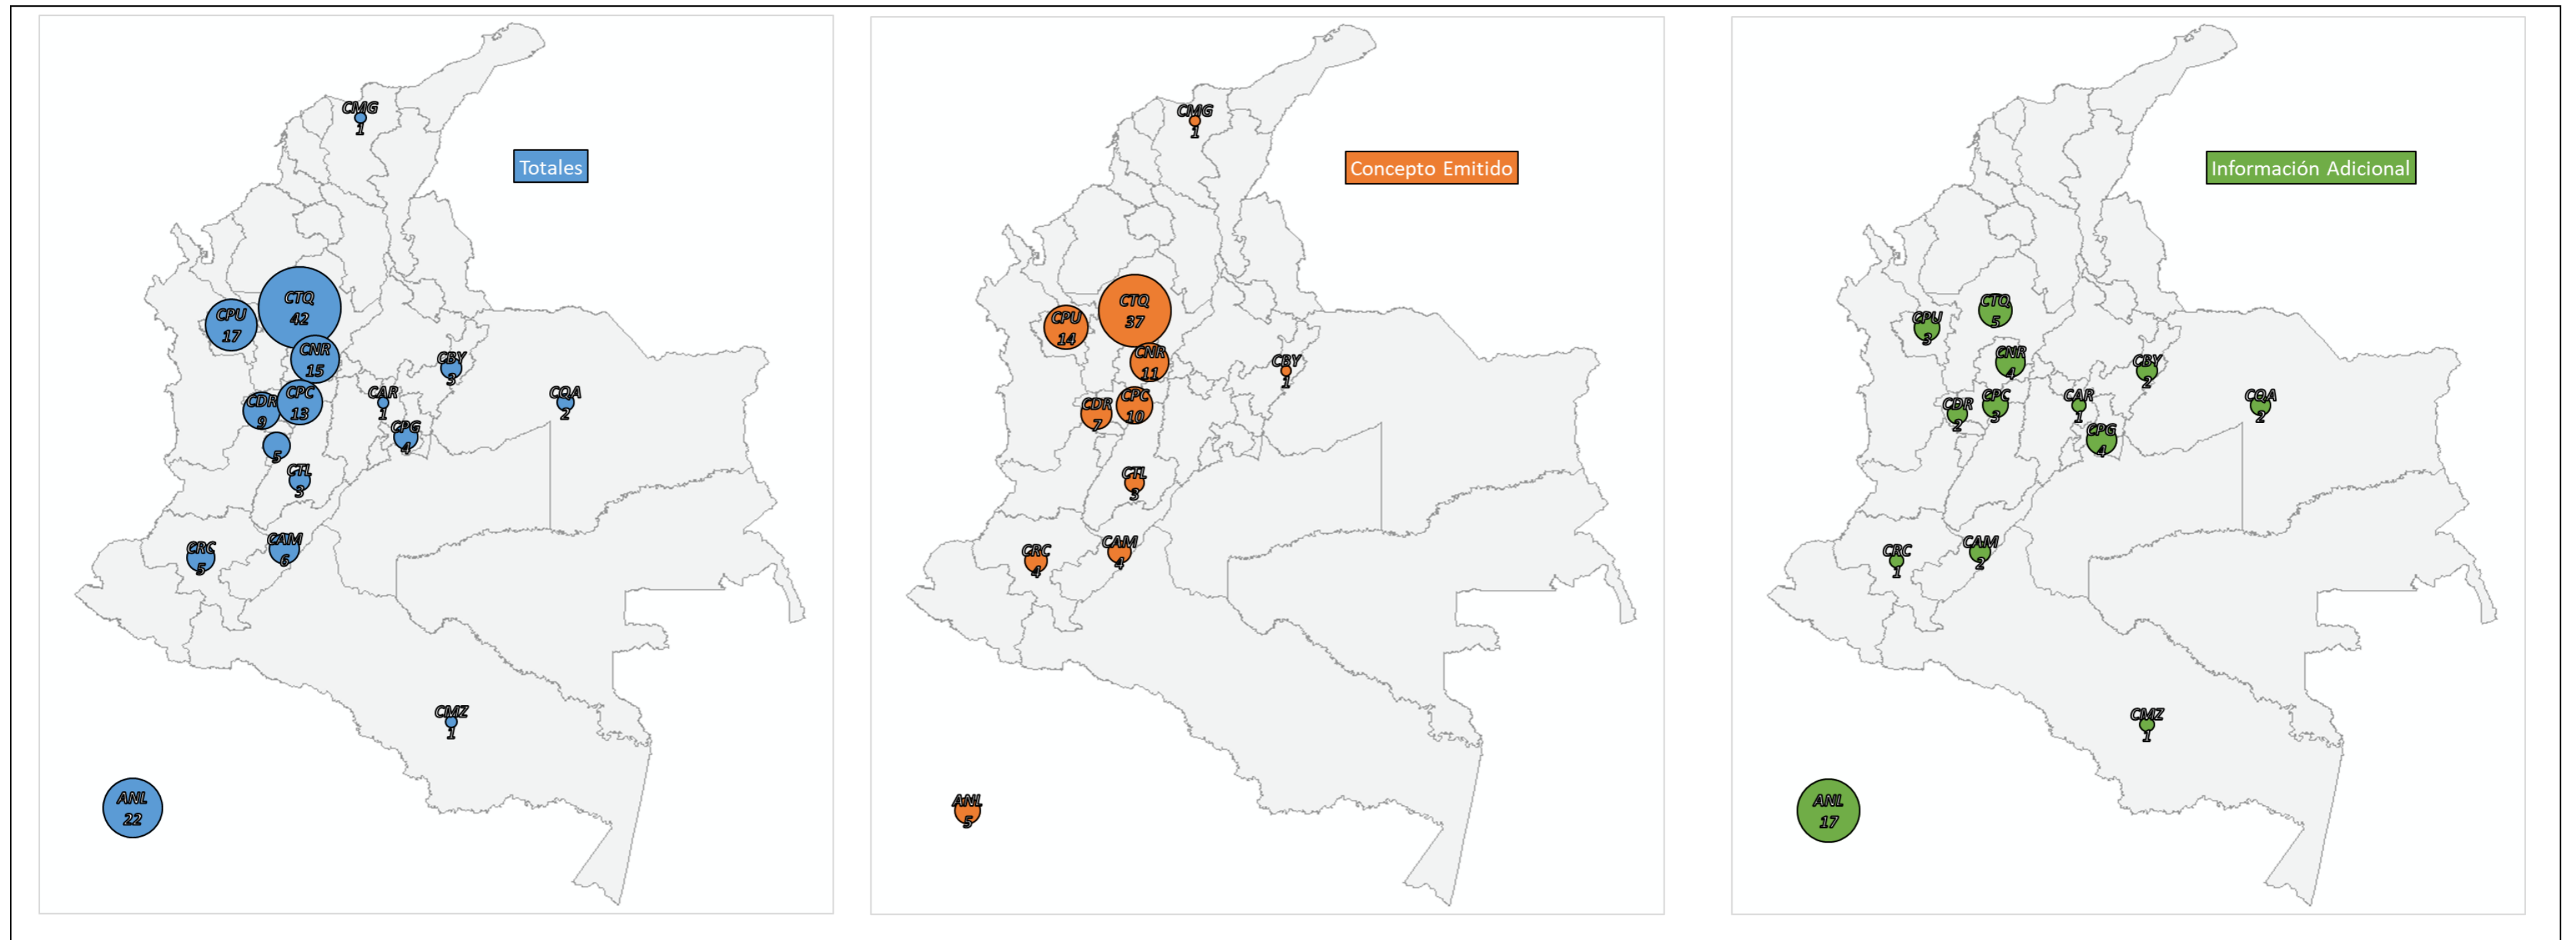 Totales
CMG
1
CTQ
42
CPU
17
CNR
15
CBY
3
CAR
1
CQA
2
CPC
13
CDR
9
CPG
4
5
CTL
3
CAM
6
CRC
5
CMZ
1
ANL
22
Concepto Emitido
CMG
1
CTQ
37
CPU
14
CNR
11
CBY
1
CPC
10
CDR
7
CTL
3
CAM
4
CRC
4
ANL
5
Información Adicional
CTQ
5
CPU
3
CNR
4
CBY
2
CAR
1
CQA
2
CPC
3
CDR
2
CPG
4
CAM
2
CRC
1
CMZ
1
ANL
17